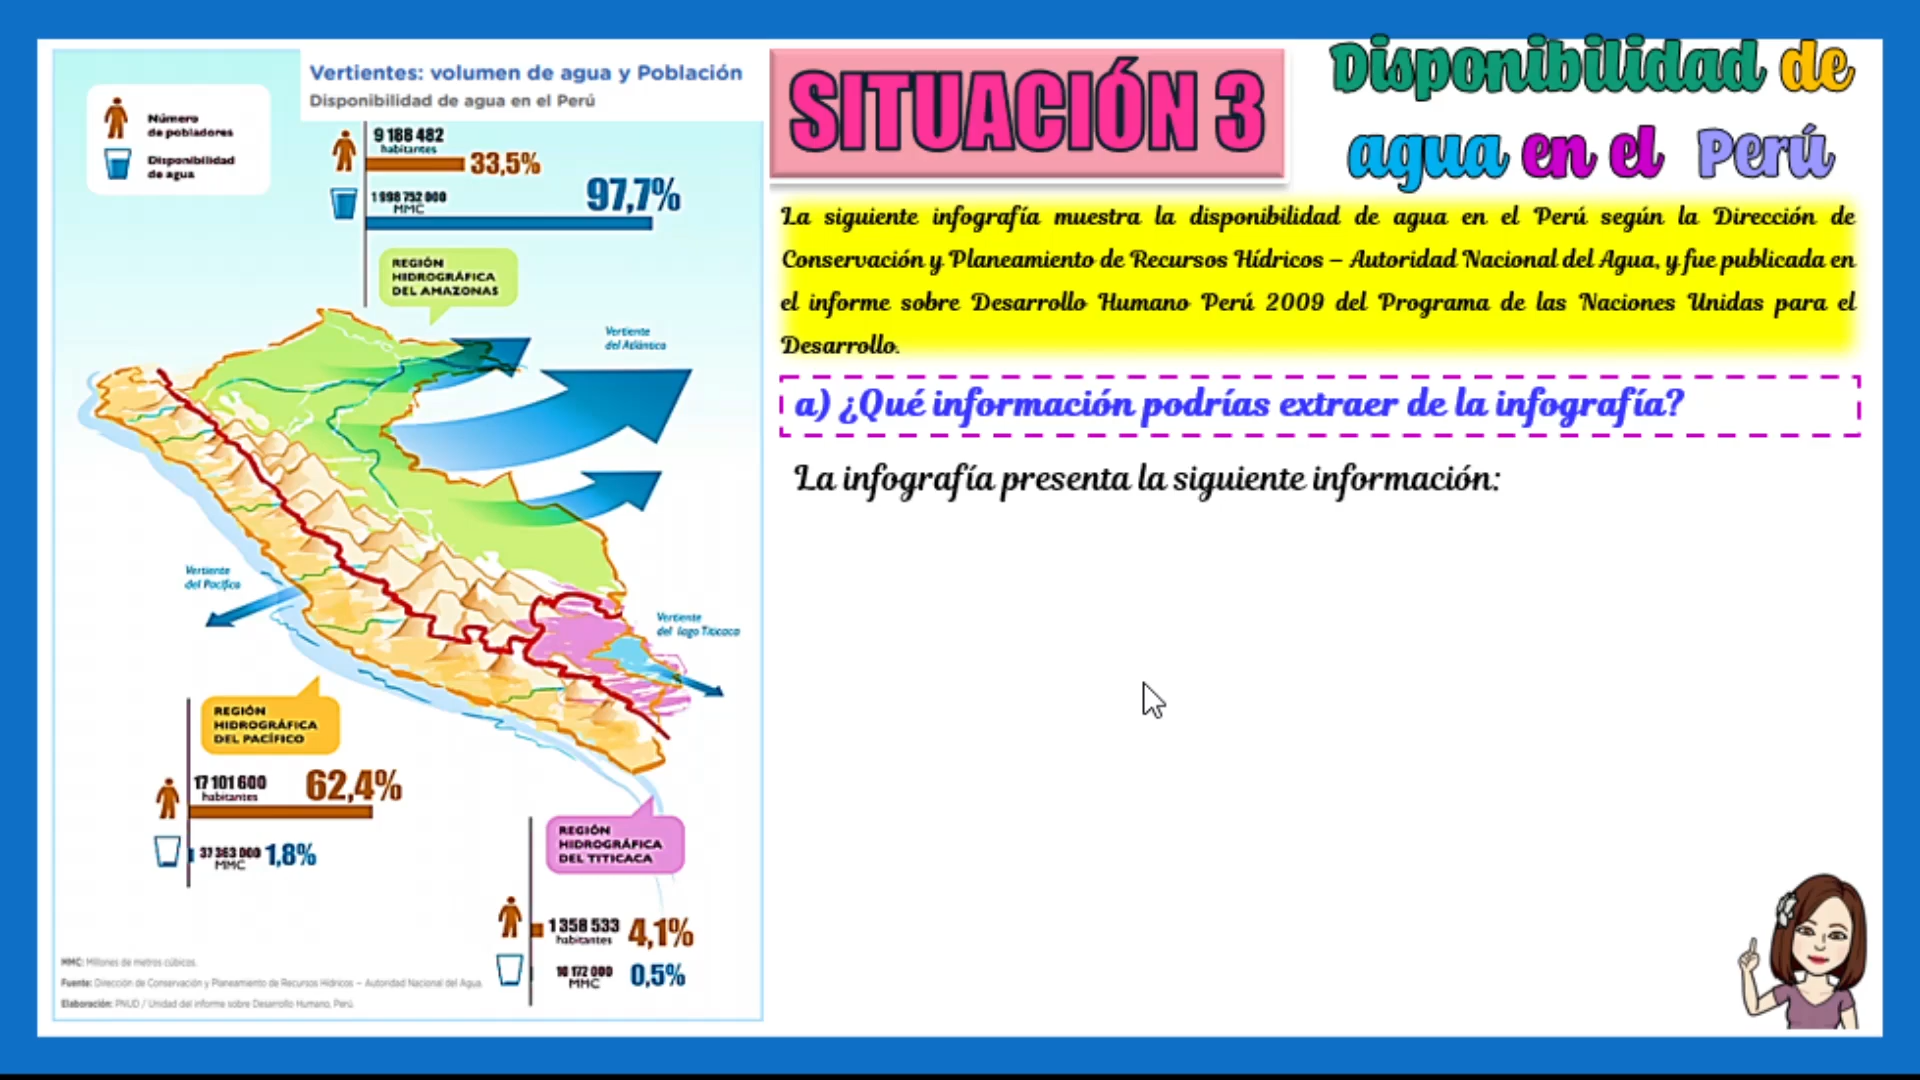 Vertientes: volumen de agua y Población
Disponibilidad de agua en el Perú
Número
de pobladores
Disponibilidad
de agua
9 188 482
habitantes
33,5%
1 998 752 000
MMC
97,7%
REGIÓN
HIDROGRÁFICA
DEL AMAZONAS
Vertiente
del Atlántico
Vertiente
del Pacífico
Vertiente
del lago Titicaca
REGIÓN
HIDROGRÁFICA
DEL PACÍFICO
17 101 600
habitantes
62,4%
37 363 000
MMC
1,8%
REGIÓN
HIDROGRÁFICA
DEL TITICACA
1 358 533
habitantes
4,1%
10 172 000
MMC
0,5%
MMC: Millones de metros cúbicos.
Fuente: Dirección de Conservación y Planeamiento de Recursos Hídricos – Autoridad Nacional del Agua.
Elaboración: PNUD / Unidad del informe sobre Desarrollo Humano, Perú.
SITUACIÓN 3
Disponibilidad de
agua en el Perú
La siguiente infografía muestra la disponibilidad de agua en el Perú según la Dirección de
Conservación y Planeamiento de Recursos Hídricos – Autoridad Nacional del Agua, y fue publicada en
el informe sobre Desarrollo Humano Perú 2009 del Programa de las Naciones Unidas para el
Desarrollo.
a) ¿Qué información podrías extraer de la infografía?
La infografía presenta la siguiente información: